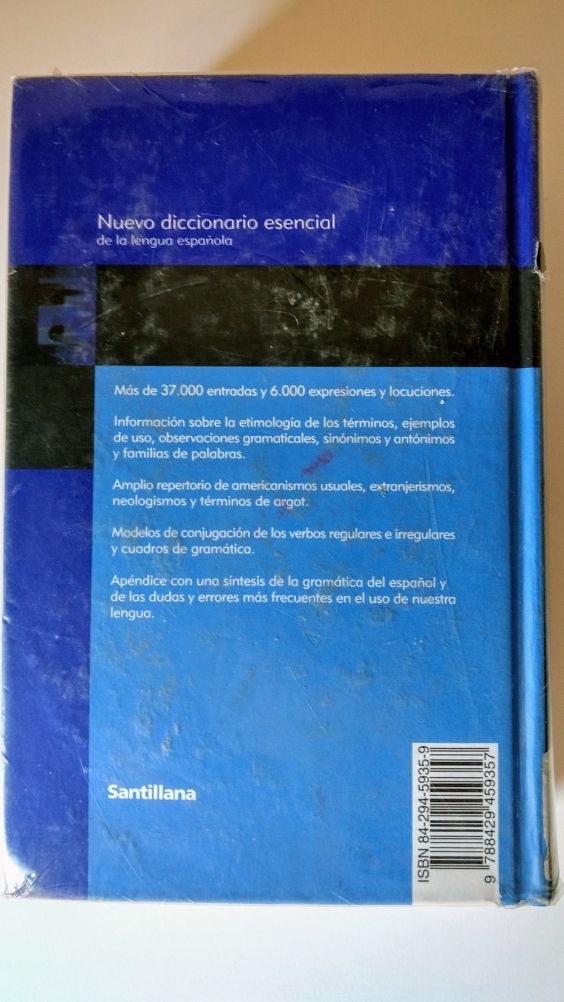 Nuevo diccionario esencial
de la lengua española
Más de 37.000 entradas y 6.000 expresiones y locuciones.
Información sobre la etimología de los términos, ejemplos
de uso, observaciones gramaticales, sinónimos y antónimos
y familias de palabras.
Amplio repertorio de americanismos usuales, extranjerismos,
neologismos y términos de argot.
Modelos de conjugación de los verbos regulares e irregulares
y cuadros de gramática.
Apéndice con una síntesis de la gramática del español y
de las dudas y errores más frecuentes en el uso de nuestra
lengua.
Santillana
ISBN 84-294-5935-9
9 788429 459357